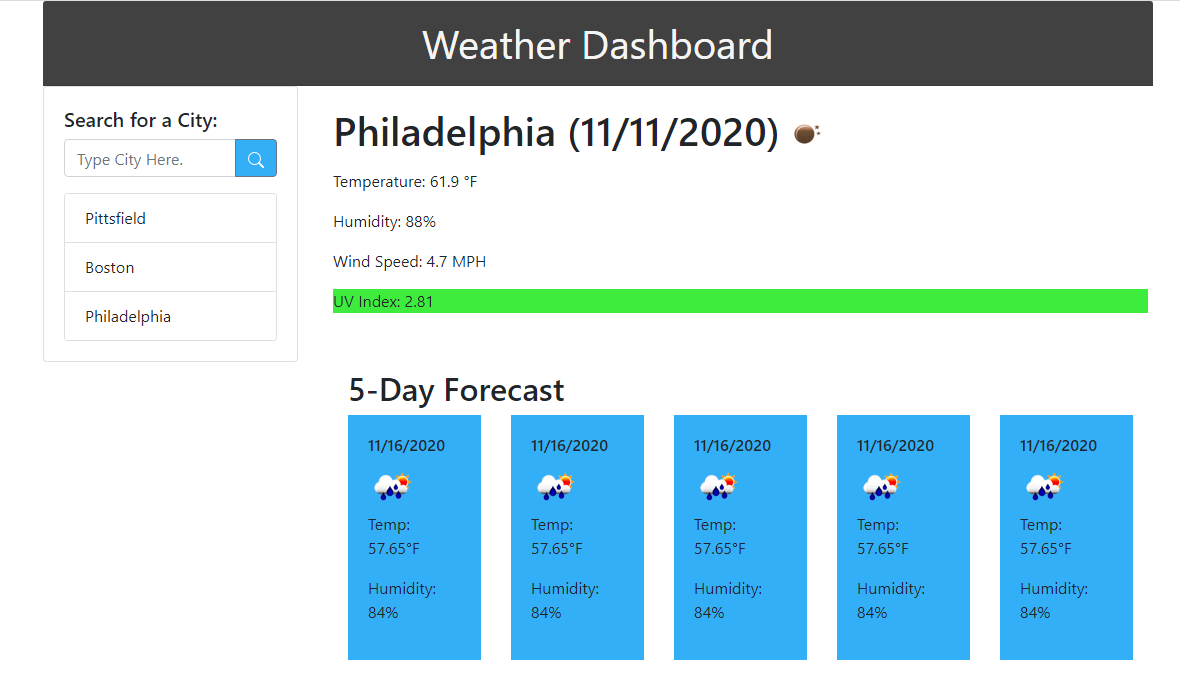 Weather Dashboard
Search for a City:
Type City Here.
Pittsfield
Boston
Philadelphia
Philadelphia (11/11/2020)
Temperature: 61.9 °F
Humidity: 88%
Wind Speed: 4.7 MPH
UV Index: 2.81
5-Day Forecast
11/16/2020
Temp:
57.65°F
Humidity:
84%
11/16/2020
Temp:
57.65°F
Humidity:
84%
11/16/2020
Temp:
57.65°F
Humidity:
84%
11/16/2020
Temp:
57.65°F
Humidity:
84%
11/16/2020
Temp:
57.65°F
Humidity:
84%